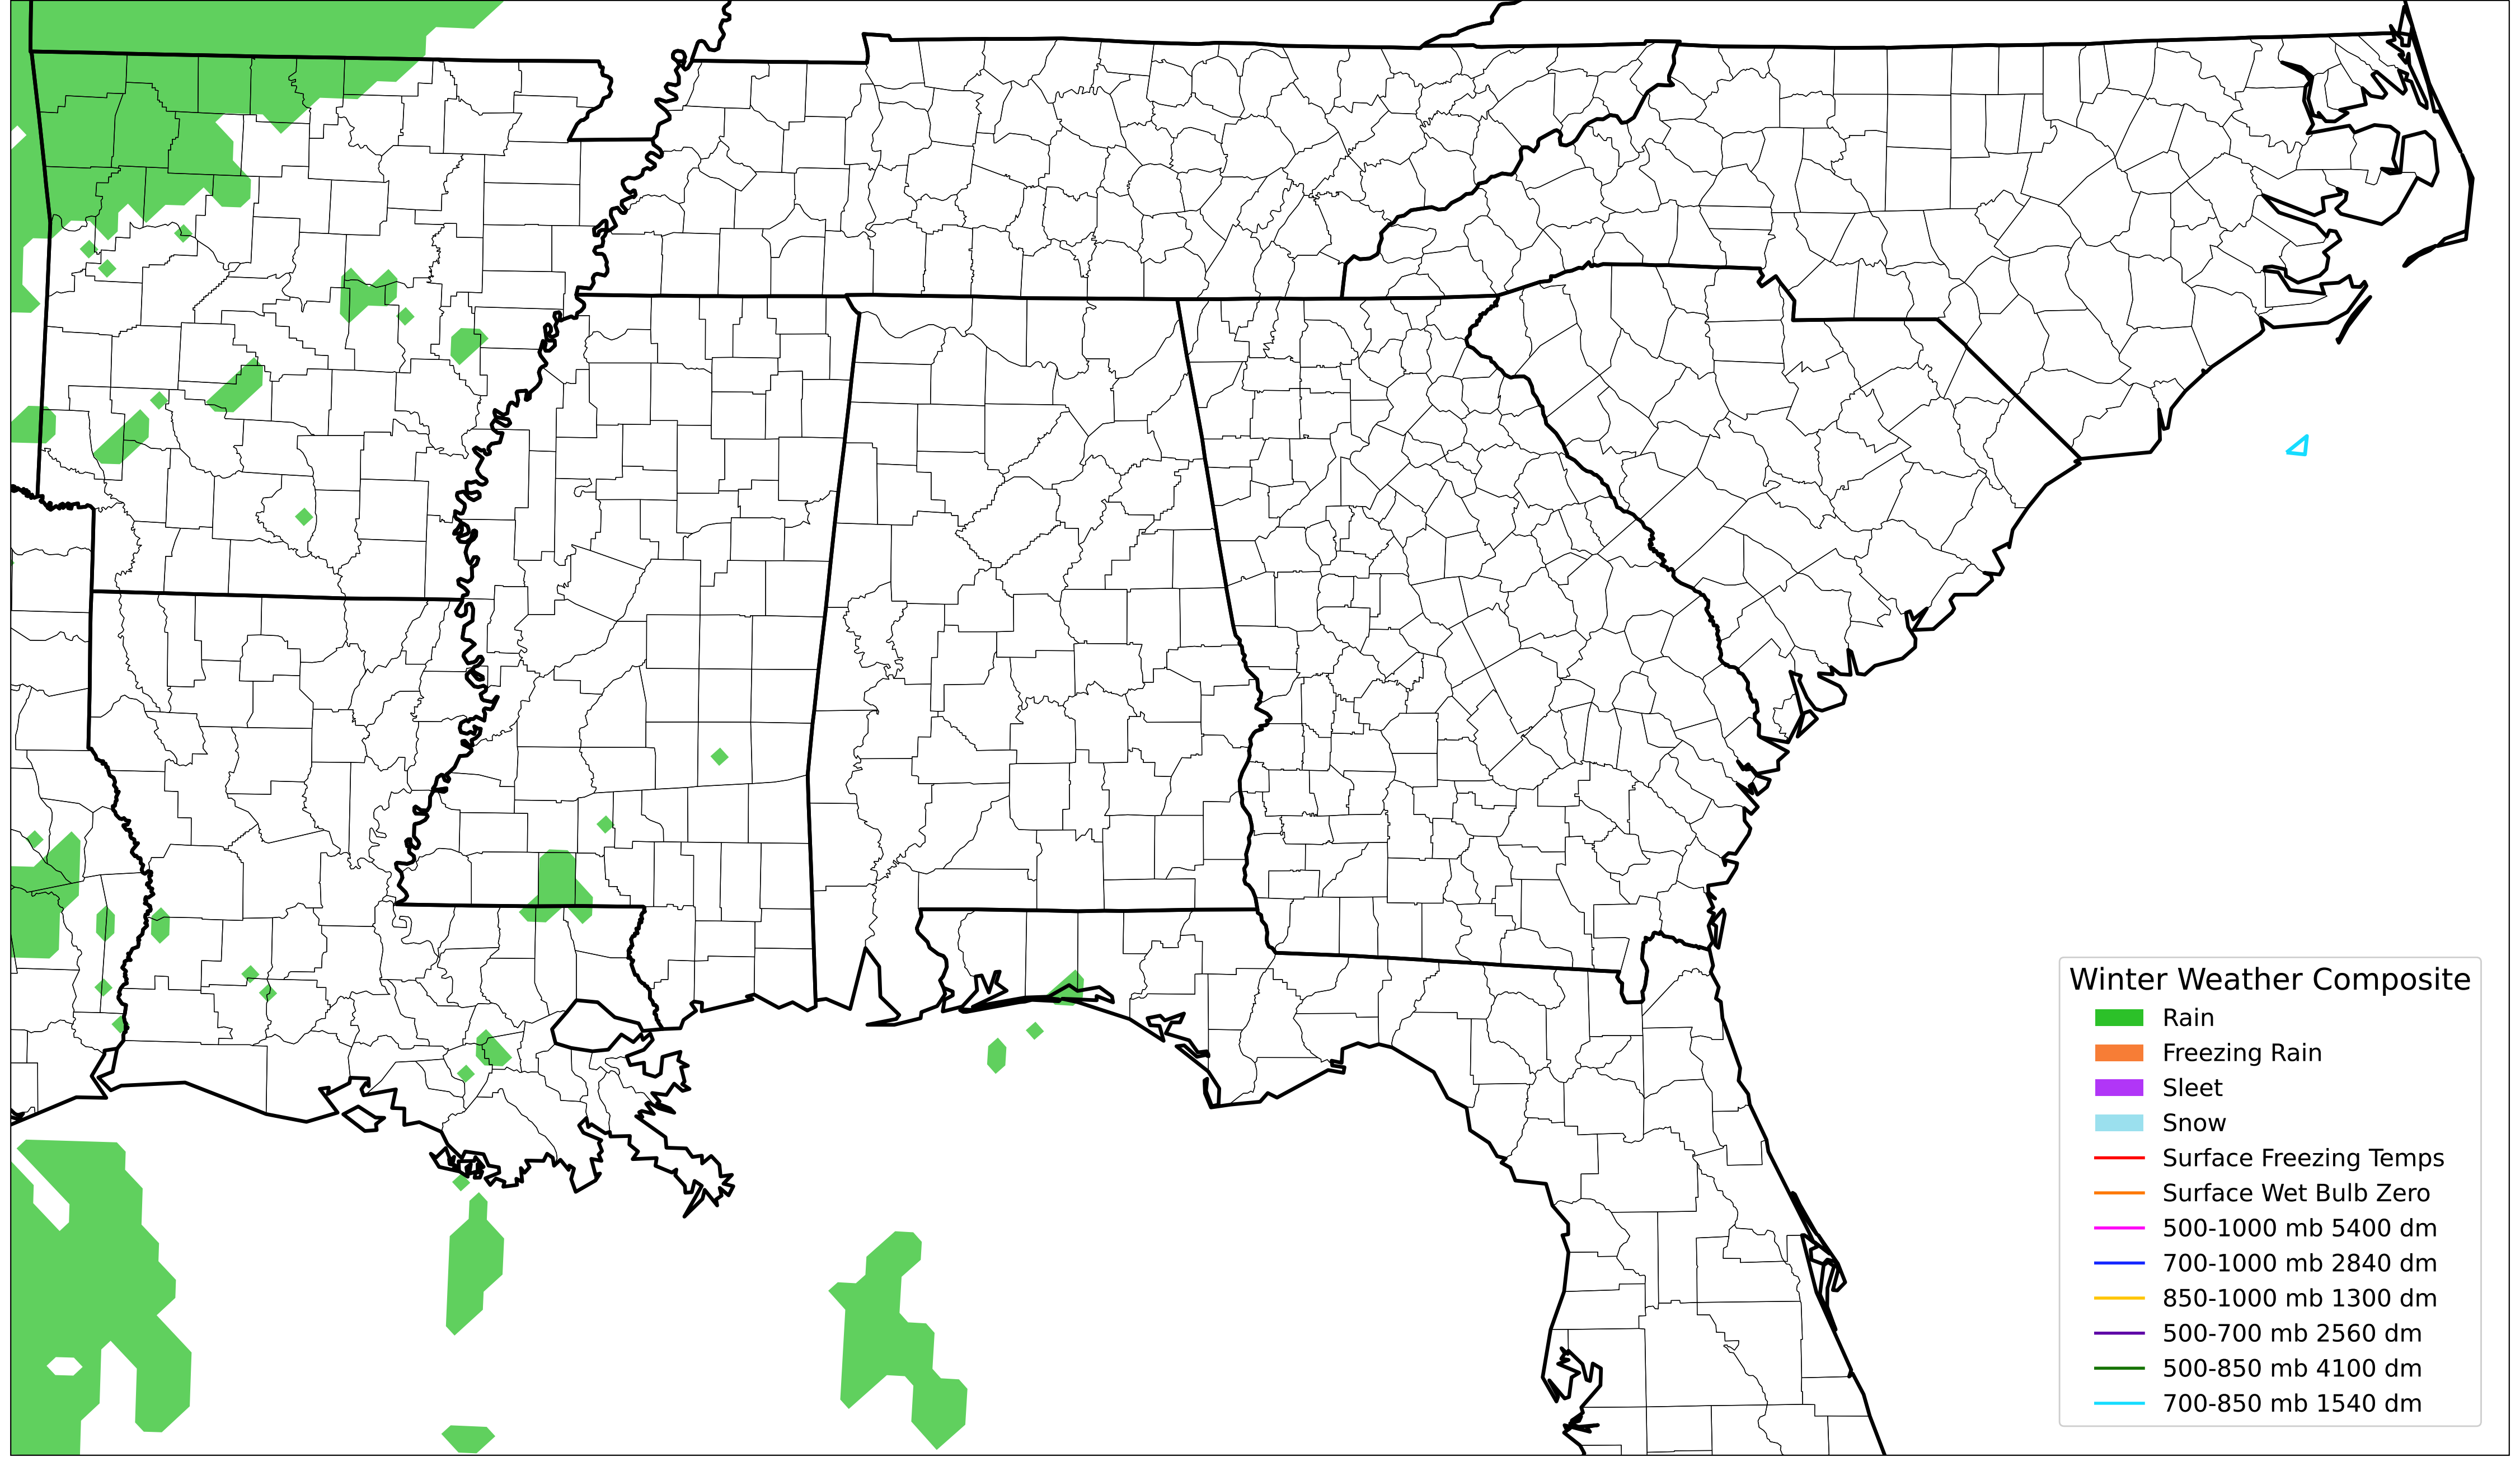 Winter Weather Composite
Rain
Freezing Rain
Sleet
Snow
Surface Freezing Temps
Surface Wet Bulb Zero
500-1000 mb 5400 dm
700-1000 mb 2840 dm
850-1000 mb 1300 dm
500-700 mb 2560 dm
500-850 mb 4100 dm
700-850 mb 1540 dm